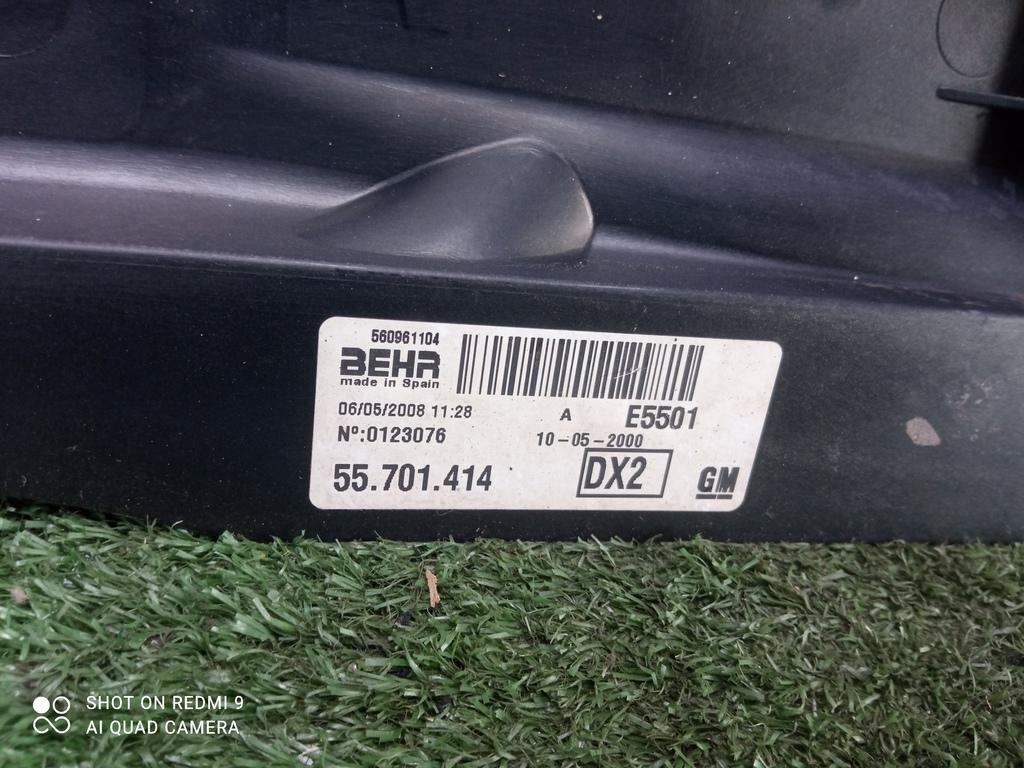 560961104
BEHR
made in Spain
06/05/2008 11:28
A
E5501
Nº:0123076
10-05-2000
55.701.414
DX2
GM
SHOT ON REDMI 9
AI QUAD CAMERA